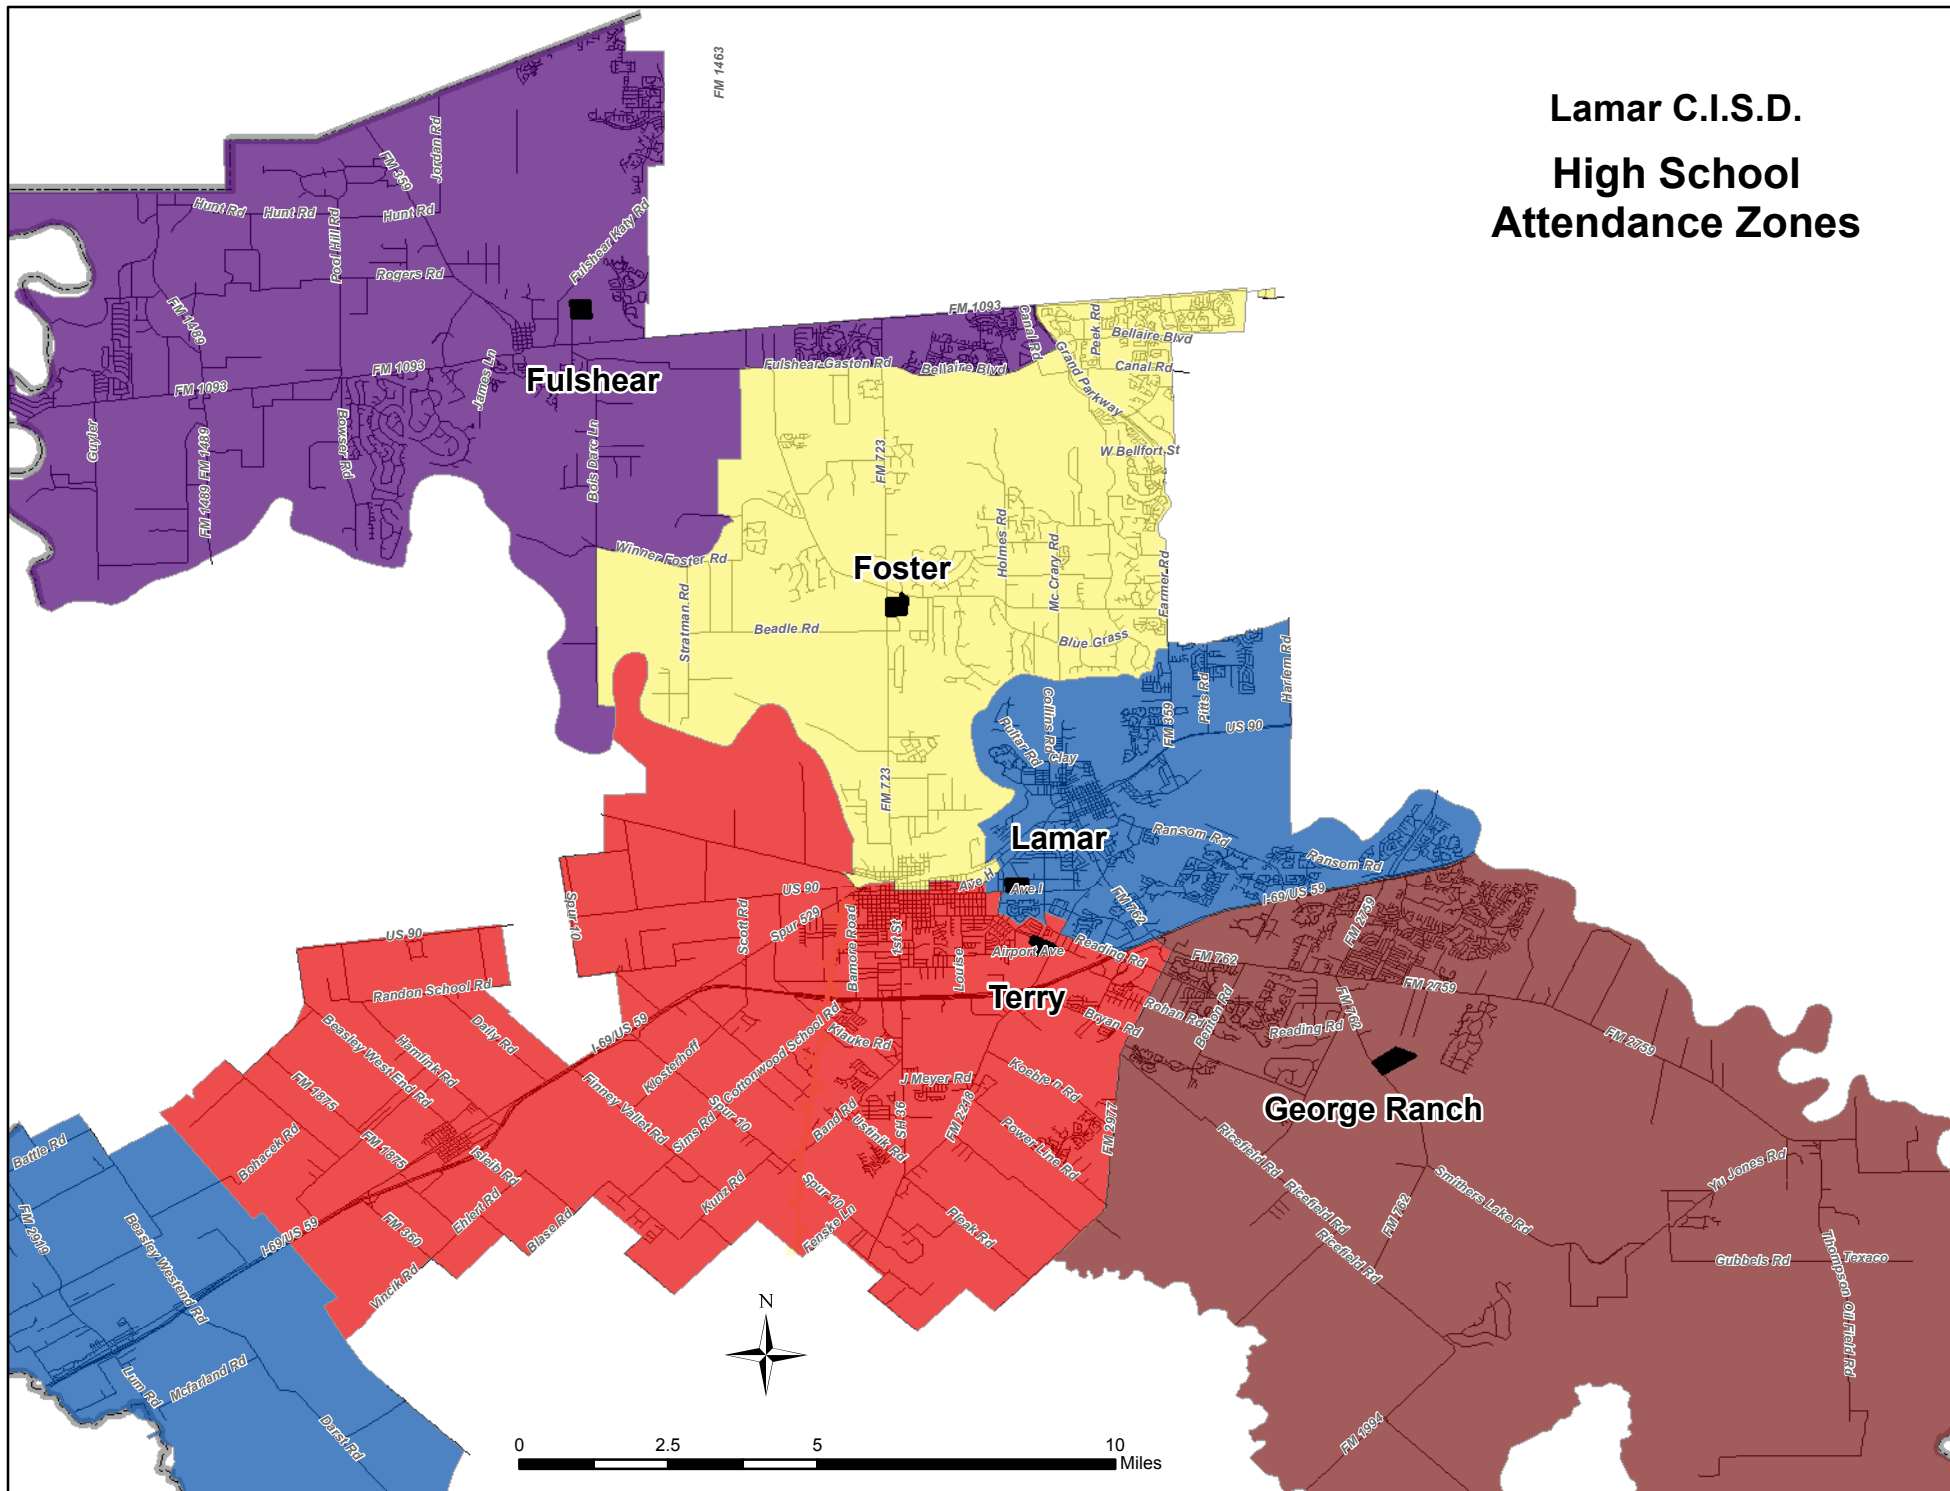 Lamar C.I.S.D.
High School
Attendance Zones
FM 1463
Jordan Rd
FM 359
Hunt Rd
Hunt Rd
Hunt Rd
Pool Hill Rd
Fulshear Katy Rd
Rogers Rd
FM 1489
FM 1093
Canal Rd
Peek Rd
Bellaire Blvd
Grand Parkway
Canal Rd
Fulshear-Gaston Rd
Bellaire Blvd
FM 1093
FM 1093
James Ln
Fulshear
Guyler
FM 1489
FM 1489
Bowser Rd
Bois Darc Ln
FM 723
W Bellfort St
Holmes Rd
Mc Crary Rd
Farmer Rd
Winner Foster Rd
Foster
Stratman Rd
Beadle Rd
Blue Grass
Harlem Rd
Pitts Rd
FM 359
US 90
Collins Rd
Pultar Rd
Clay
FM 723
Lamar
Ransom Rd
Ransom Rd
I-69/US 59
Ave H
Ave I
FM 762
US 90
Spur 10
Scott Rd
Spur 529
Bamore Road
1st St
Louise
Airport Ave
Reading Rd
FM 762
FM 2759
FM 2759
US 90
Randon School Rd
Terry
Bryan Rd
Rohan Rd
Benton Rd
Reading Rd
FM 762
FM 2759
Beasley West End Rd
Hamlink Rd
Daily Rd
I-69/US 59
Klosterhoff
Cottonwood School Rd
Klauke Rd
J Meyer Rd
Koeblen Rd
FM 1875
Finney Vallet Rd
Sims Rd
Spur 10
Band Rd
Ustinik Rd
SH 36
FM 2218
Power Line Rd
FM 2977
George Ranch
Bohacek Rd
FM 1875
Isleib Rd
Ricefield Rd
Ricefield Rd
Ricefield Rd
FM 762
Smithers Lake Rd
Yu Jones Rd
Battle Rd
FM 2919
Beasley Westend Rd
I-69/US 59
FM 360
Ehlert Rd
Blase Rd
Kunz Rd
Spur 10
Fenske Ln
Pleak Rd
Gubbels Rd
Texaco
Thompson Oil Field Rd
Vincik Rd
Lum Rd
Mcfarland Rd
Darst Rd
FM 1994
N
0 2.5 5 10
Miles